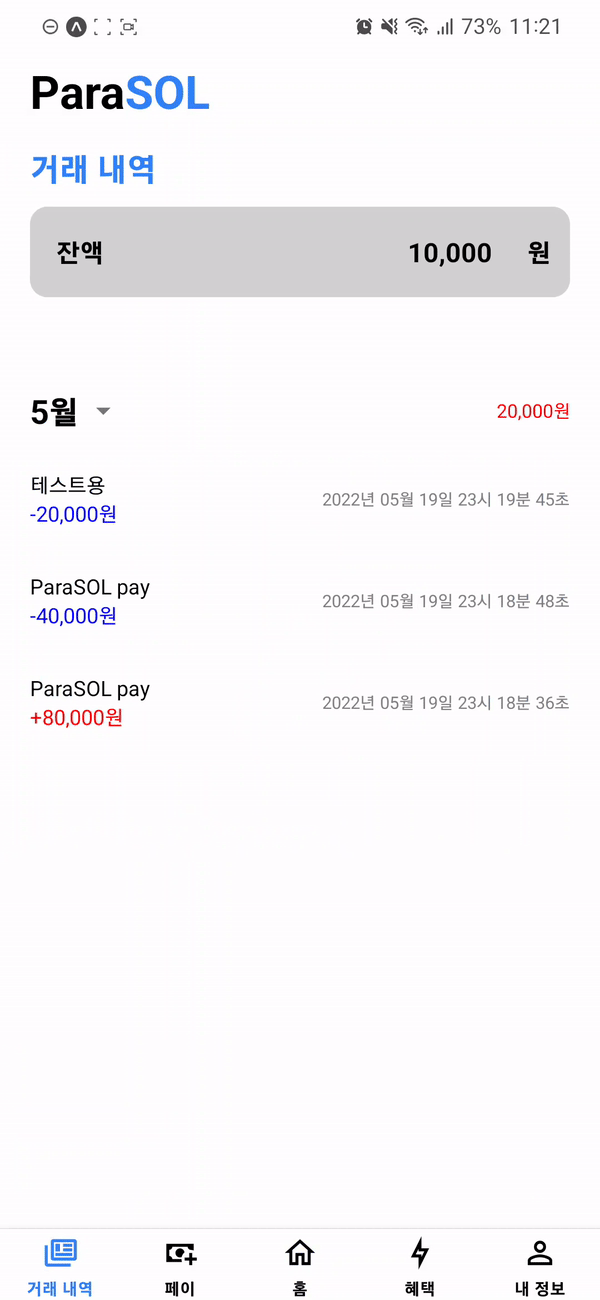 73% 11:21
ParaSOL
거래 내역
잔액 10,000 원
5월 20,000원
테스트용
-20,000원
2022년 05월 19일 23시 19분 45초
ParaSOL pay
-40,000원
2022년 05월 19일 23시 18분 48초
ParaSOL pay
+80,000원
2022년 05월 19일 23시 18분 36초
거래 내역 페이 홈 혜택 내 정보